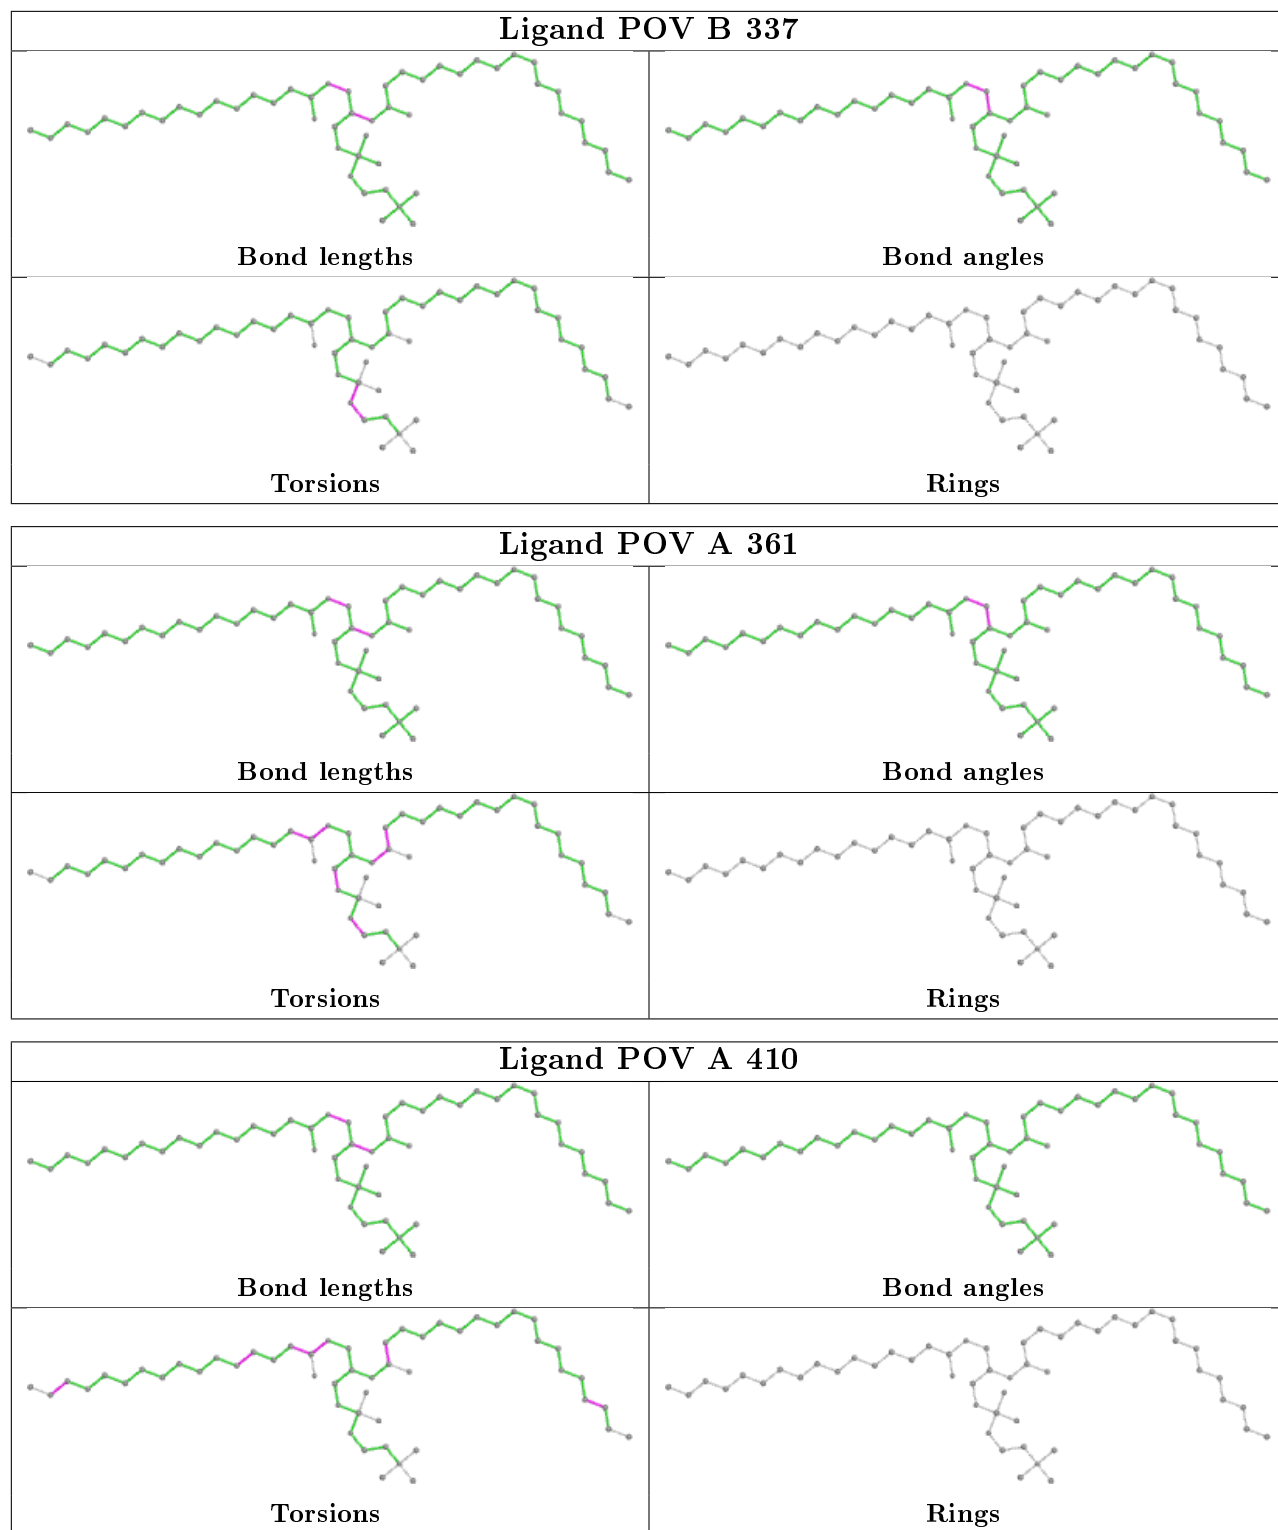 Ligand POV B 337
Bond lengths
Bond angles
Torsions
Rings
Ligand POV A 361
Bond lengths
Bond angles
Torsions
Rings
Ligand POV A 410
Bond lengths
Bond angles
Torsions
Rings